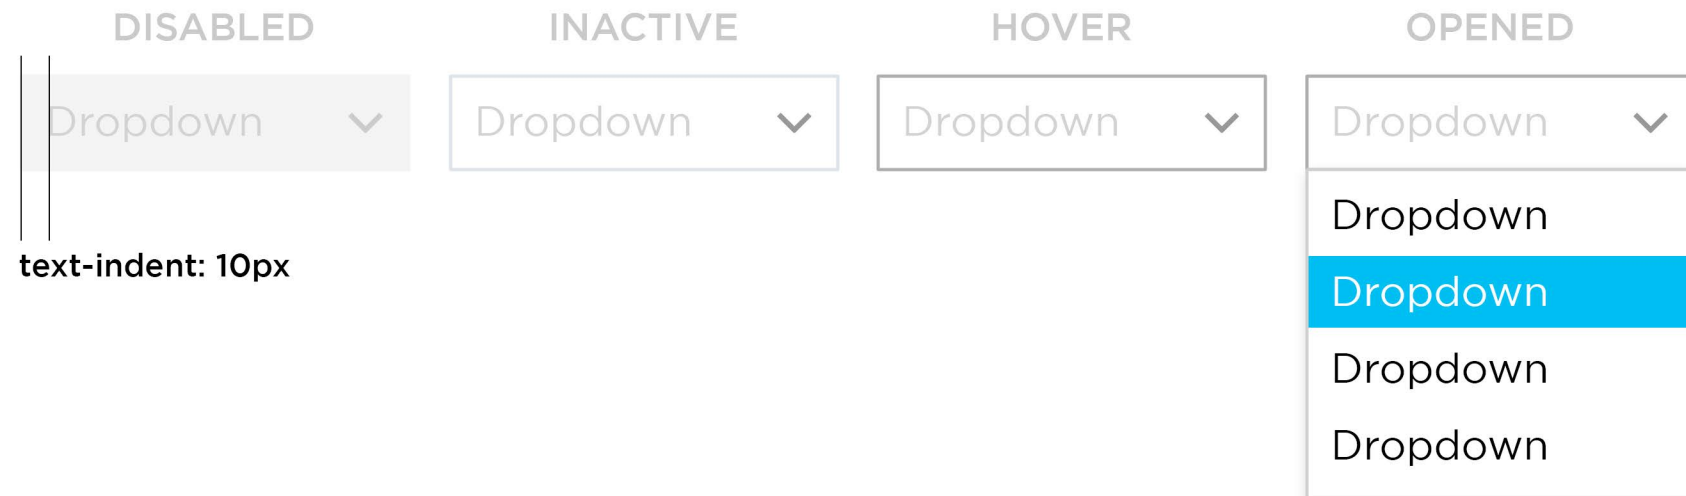 DISABLED INACTIVE HOVER OPENED
Dropdown Dropdown Dropdown Dropdown
Dropdown
text-indent: 10px
Dropdown
Dropdown
Dropdown